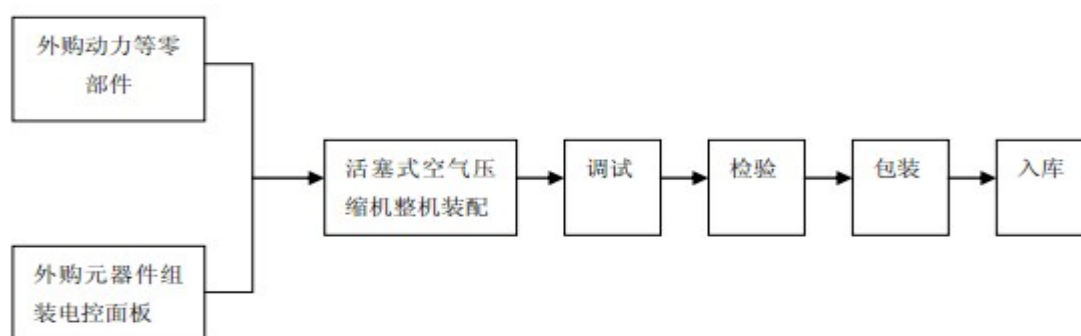 外购动力等零
部件
外购元器件组
装电控面板
活塞式空气压
缩机整机装配
调试
检验
包装
入库